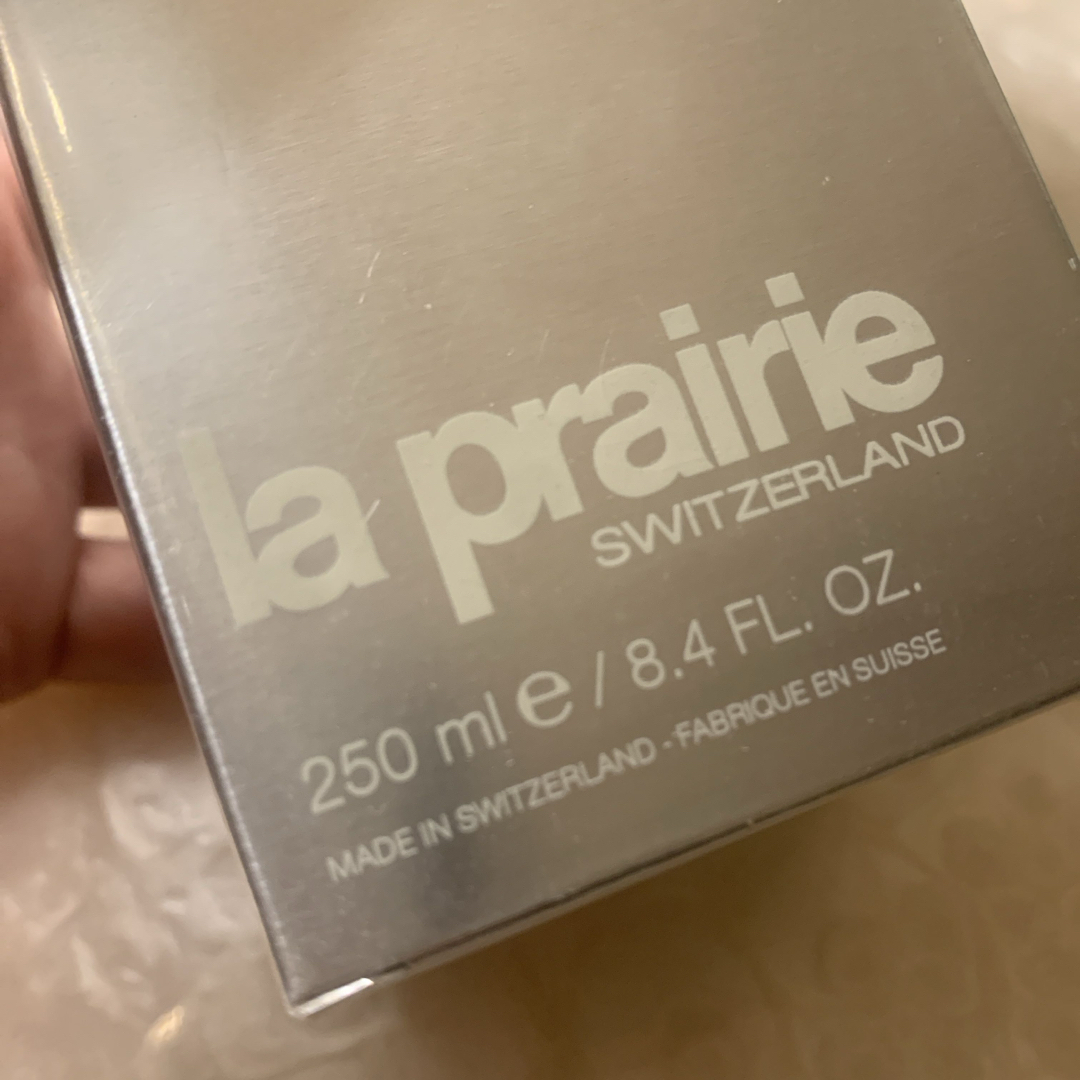 la prairie
SWITZERLAND
250 ml ℮ / 8.4 FL. OZ.
MADE IN SWITZERLAND - FABRIQUE EN SUISSE